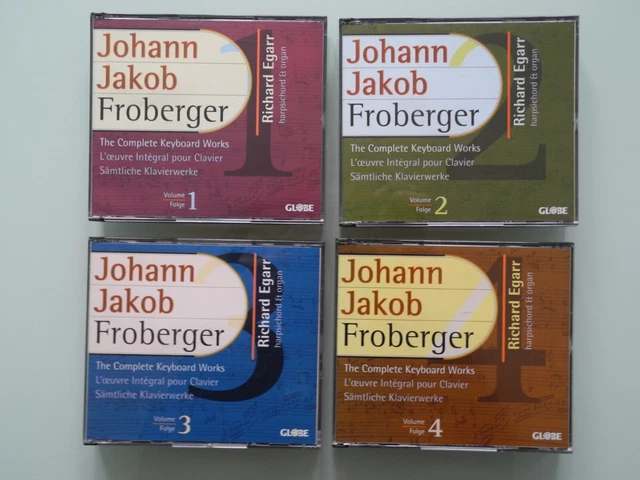 Johann
Jakob
Froberger
1
Richard Egarr
harpsichord & organ
The Complete Keyboard Works
L'œuvre Intégral pour Clavier
Sämtliche Klavierwerke
Volume
Folge 1
GLOBE
Johann
Jakob
Froberger
2
Richard Egarr
harpsichord & organ
The Complete Keyboard Works
L'œuvre Intégral pour Clavier
Sämtliche Klavierwerke
Volume
Folge 2
GLOBE
Johann
Jakob
Froberger
3
Richard Egarr
harpsichord & organ
The Complete Keyboard Works
L'œuvre Intégral pour Clavier
Sämtliche Klavierwerke
Volume
Folge 3
GLOBE
Johann
Jakob
Froberger
4
Richard Egarr
harpsichord & organ
The Complete Keyboard Works
L'œuvre Intégral pour Clavier
Sämtliche Klavierwerke
Volume
Folge 4
GLOBE